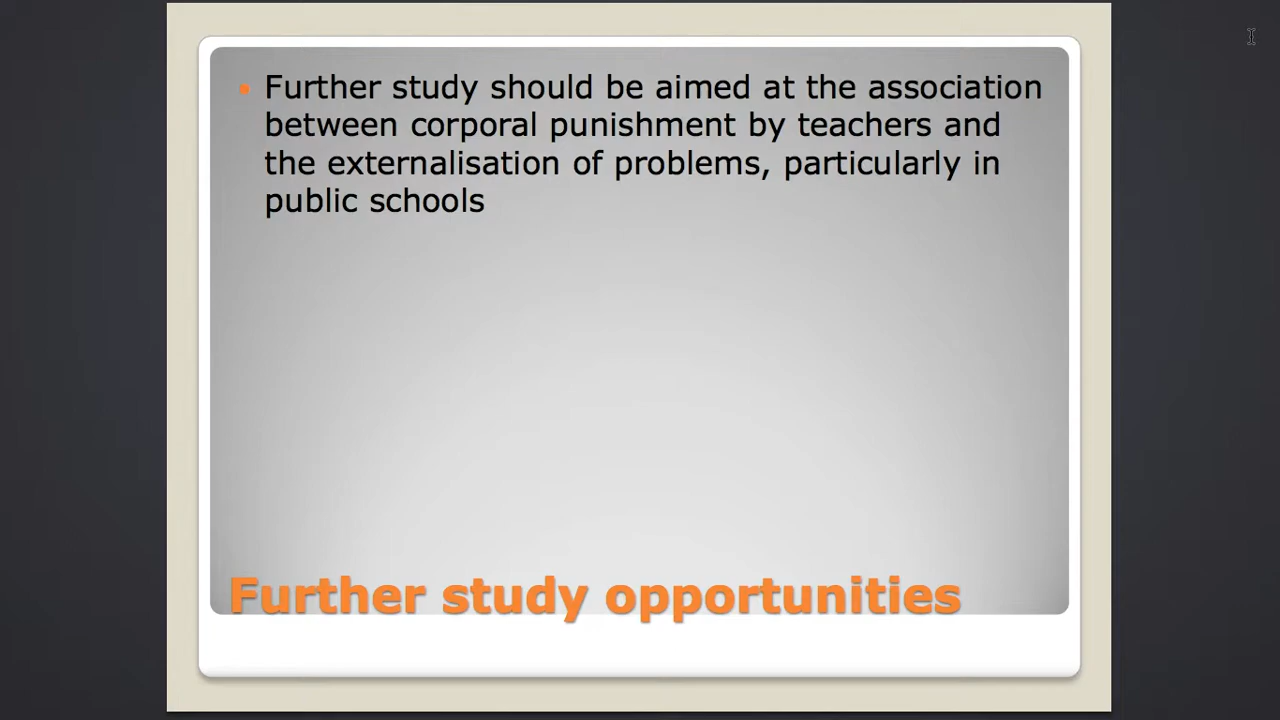 Further study should be aimed at the association
between corporal punishment by teachers and
the externalisation of problems, particularly in
public schools
Further study opportunities